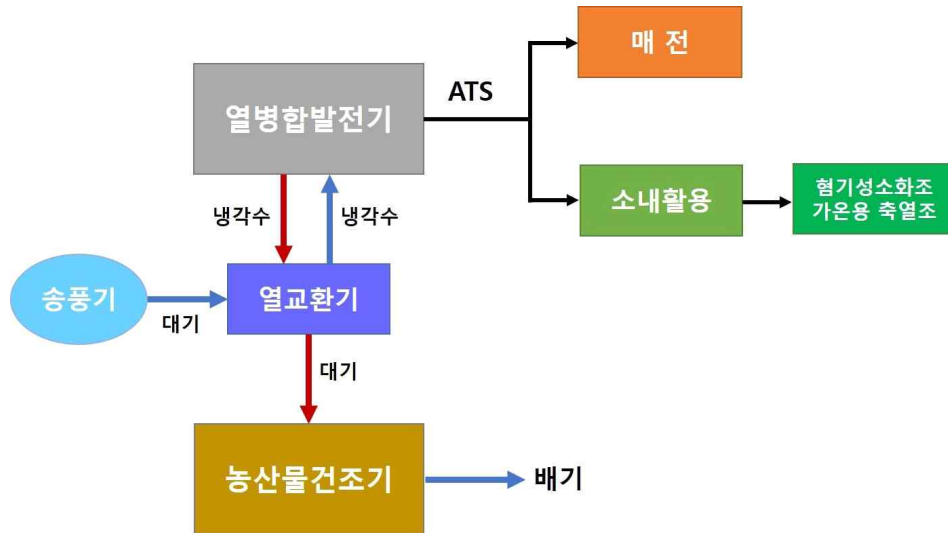 매 전
ATS
열병합발전기
소내활용
혐기성소화조
가온용 축열조
냉각수
냉각수
송풍기
열교환기
대기
대기
농산물건조기
배기